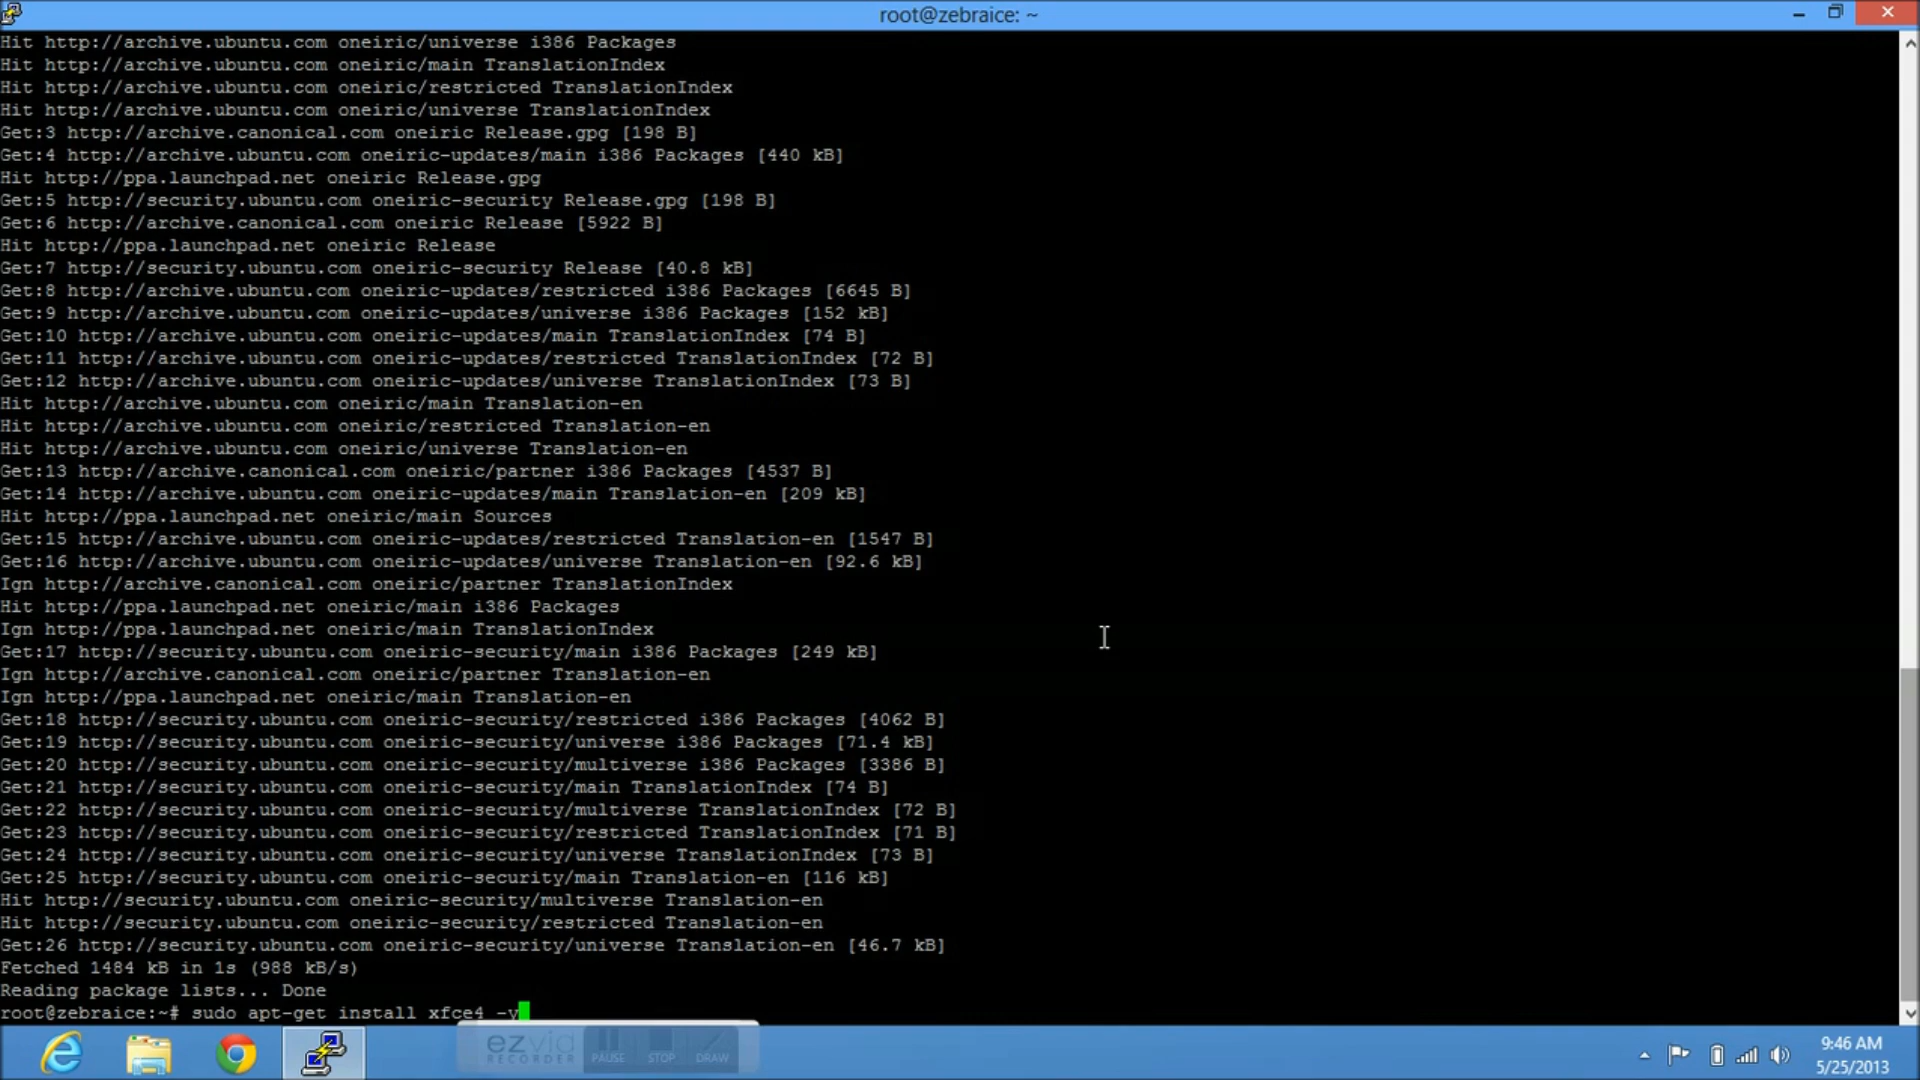 root@zebraice: ~
Hit http://archive.ubuntu.com oneiric/universe i386 Packages
Hit http://archive.ubuntu.com oneiric/main TranslationIndex
Hit http://archive.ubuntu.com oneiric/restricted TranslationIndex
Hit http://archive.ubuntu.com oneiric/universe TranslationIndex
Get:3 http://archive.canonical.com oneiric Release.gpg [198 B]
Get:4 http://archive.ubuntu.com oneiric-updates/main i386 Packages [440 kB]
Hit http://ppa.launchpad.net oneiric Release.gpg
Get:5 http://security.ubuntu.com oneiric-security Release.gpg [198 B]
Get:6 http://archive.canonical.com oneiric Release [5922 B]
Hit http://ppa.launchpad.net oneiric Release
Get:7 http://security.ubuntu.com oneiric-security Release [40.8 kB]
Get:8 http://archive.ubuntu.com oneiric-updates/restricted i386 Packages [6645 B]
Get:9 http://archive.ubuntu.com oneiric-updates/universe i386 Packages [152 kB]
Get:10 http://archive.ubuntu.com oneiric-updates/main TranslationIndex [74 B]
Get:11 http://archive.ubuntu.com oneiric-updates/restricted TranslationIndex [72 B]
Get:12 http://archive.ubuntu.com oneiric-updates/universe TranslationIndex [73 B]
Hit http://archive.ubuntu.com oneiric/main Translation-en
Hit http://archive.ubuntu.com oneiric/restricted Translation-en
Hit http://archive.ubuntu.com oneiric/universe Translation-en
Get:13 http://archive.canonical.com oneiric/partner i386 Packages [4537 B]
Get:14 http://archive.ubuntu.com oneiric-updates/main Translation-en [209 kB]
Hit http://ppa.launchpad.net oneiric/main Sources
Get:15 http://archive.ubuntu.com oneiric-updates/restricted Translation-en [1547 B]
Get:16 http://archive.ubuntu.com oneiric-updates/universe Translation-en [92.6 kB]
Ign http://archive.canonical.com oneiric/partner TranslationIndex
Hit http://ppa.launchpad.net oneiric/main i386 Packages
Ign http://ppa.launchpad.net oneiric/main TranslationIndex
Get:17 http://security.ubuntu.com oneiric-security/main i386 Packages [249 kB]
Ign http://archive.canonical.com oneiric/partner Translation-en
Ign http://ppa.launchpad.net oneiric/main Translation-en
Get:18 http://security.ubuntu.com oneiric-security/restricted i386 Packages [4062 B]
Get:19 http://security.ubuntu.com oneiric-security/universe i386 Packages [71.4 kB]
Get:20 http://security.ubuntu.com oneiric-security/multiverse i386 Packages [3386 B]
Get:21 http://security.ubuntu.com oneiric-security/main TranslationIndex [74 B]
Get:22 http://security.ubuntu.com oneiric-security/multiverse TranslationIndex [72 B]
Get:23 http://security.ubuntu.com oneiric-security/restricted TranslationIndex [71 B]
Get:24 http://security.ubuntu.com oneiric-security/universe TranslationIndex [73 B]
Get:25 http://security.ubuntu.com oneiric-security/main Translation-en [116 kB]
Hit http://security.ubuntu.com oneiric-security/multiverse Translation-en
Hit http://security.ubuntu.com oneiric-security/restricted Translation-en
Get:26 http://security.ubuntu.com oneiric-security/universe Translation-en [46.7 kB]
Fetched 1484 kB in 1s (988 kB/s)
Reading package lists... Done
root@zebraice:~# sudo apt-get install xfce4 -y
ezvid
RECORDER
PAUSE STOP DRAW
9:46 AM
5/25/2013